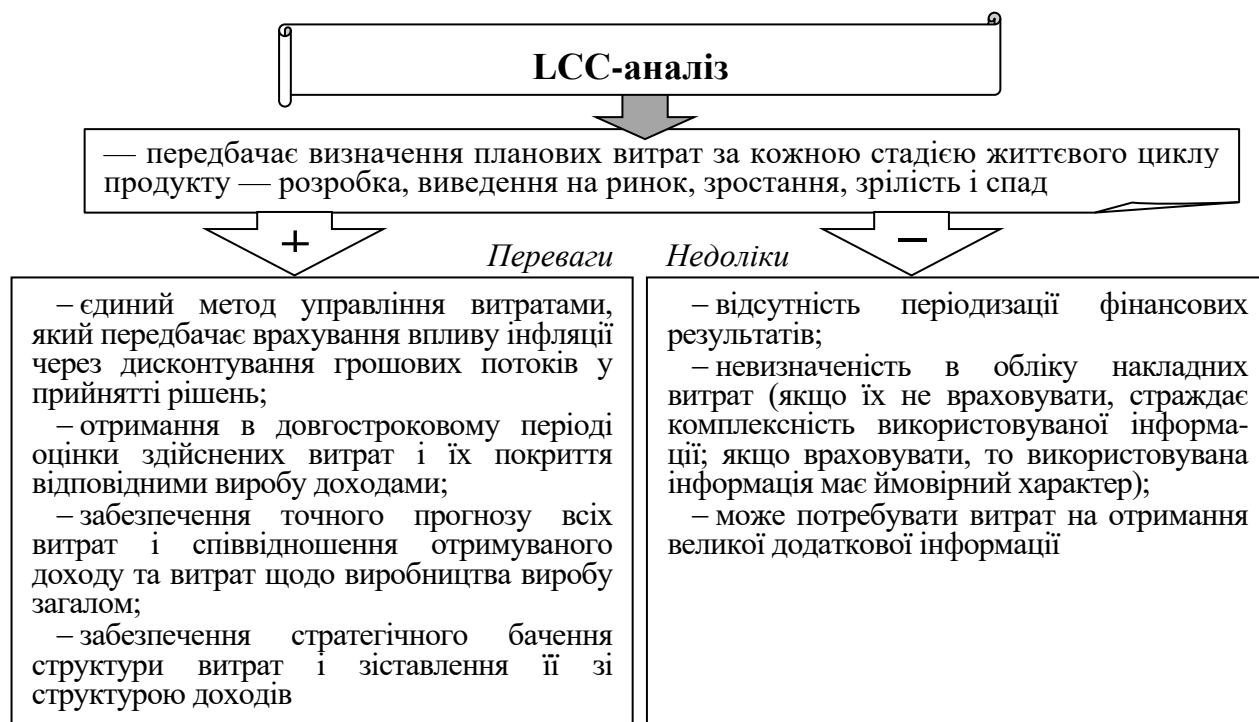 LCC-аналіз
— передбачає визначення планових витрат за кожною стадією життєвого циклу
продукту — розробка, виведення на ринок, зростання, зрілість і спад
+
–
Переваги
Недоліки
– єдиний метод управління витратами,
який передбачає врахування впливу інфляції
через дисконтування грошових потоків у
прийнятті рішень;
– отримання в довгостроковому періоді
оцінки здійснених витрат і їх покриття
відповідними виробу доходами;
– забезпечення точного прогнозу всіх
витрат і співвідношення отримуваного
доходу та витрат щодо виробництва виробу
загалом;
– забезпечення стратегічного бачення
структури витрат і зіставлення її зі
структурою доходів
– відсутність періодизації фінансових
результатів;
– невизначеність в обліку накладних
витрат (якщо їх не враховувати, страждає
комплексність використовуваної інформа-
ції; якщо враховувати, то використовувана
інформація має ймовірний характер);
– може потребувати витрат на отримання
великої додаткової інформації